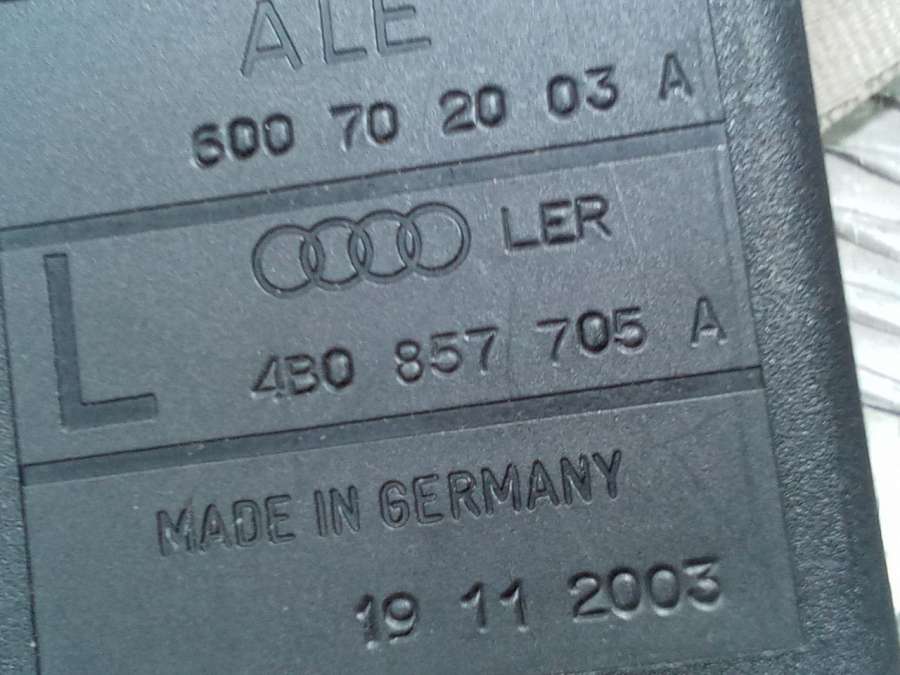 ALE
600 70 20 03 A
LER
L
4B0 857 705 A
MADE IN GERMANY
19 11 2003